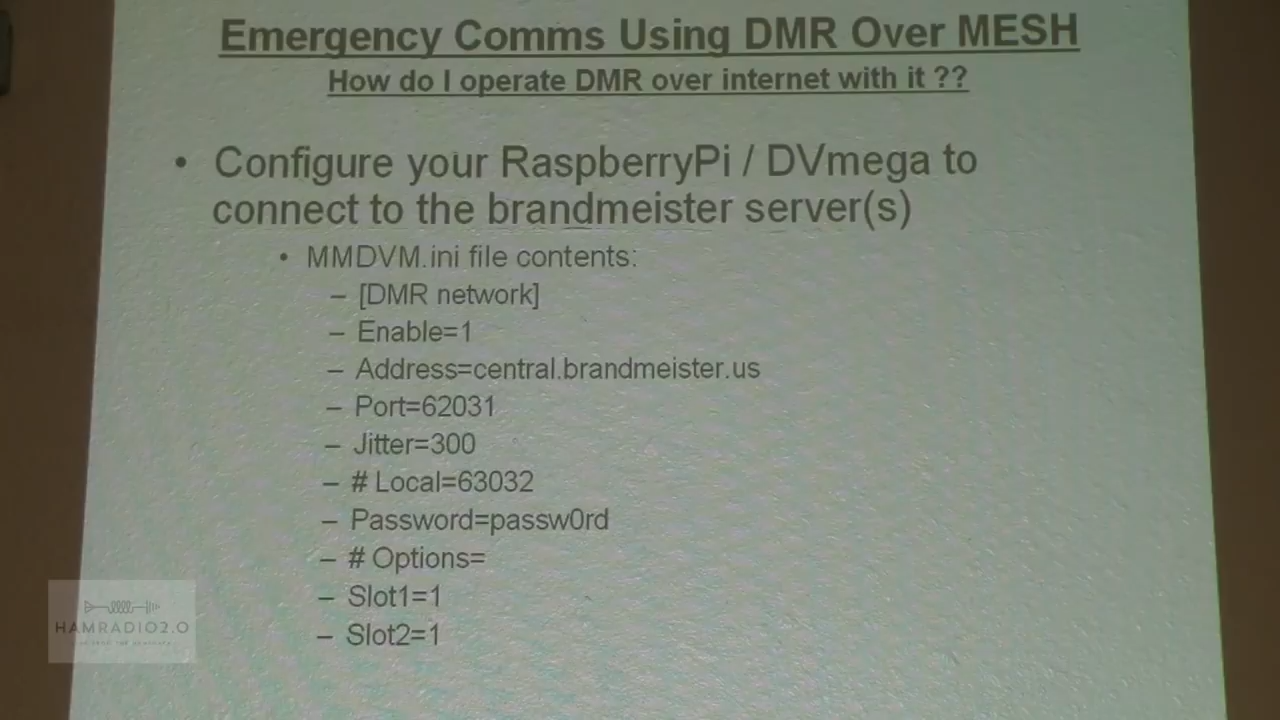 Emergency Comms Using DMR Over MESH
How do I operate DMR over internet with it ??
• Configure your RaspberryPi / DVmega to
connect to the brandmeister server(s)
• MMDVM.ini file contents:
– [DMR network]
– Enable=1
– Address=central.brandmeister.us
– Port=62031
– Jitter=300
– # Local=63032
– Password=passw0rd
– # Options=
– Slot1=1
– Slot2=1
HAMRADIO2.0